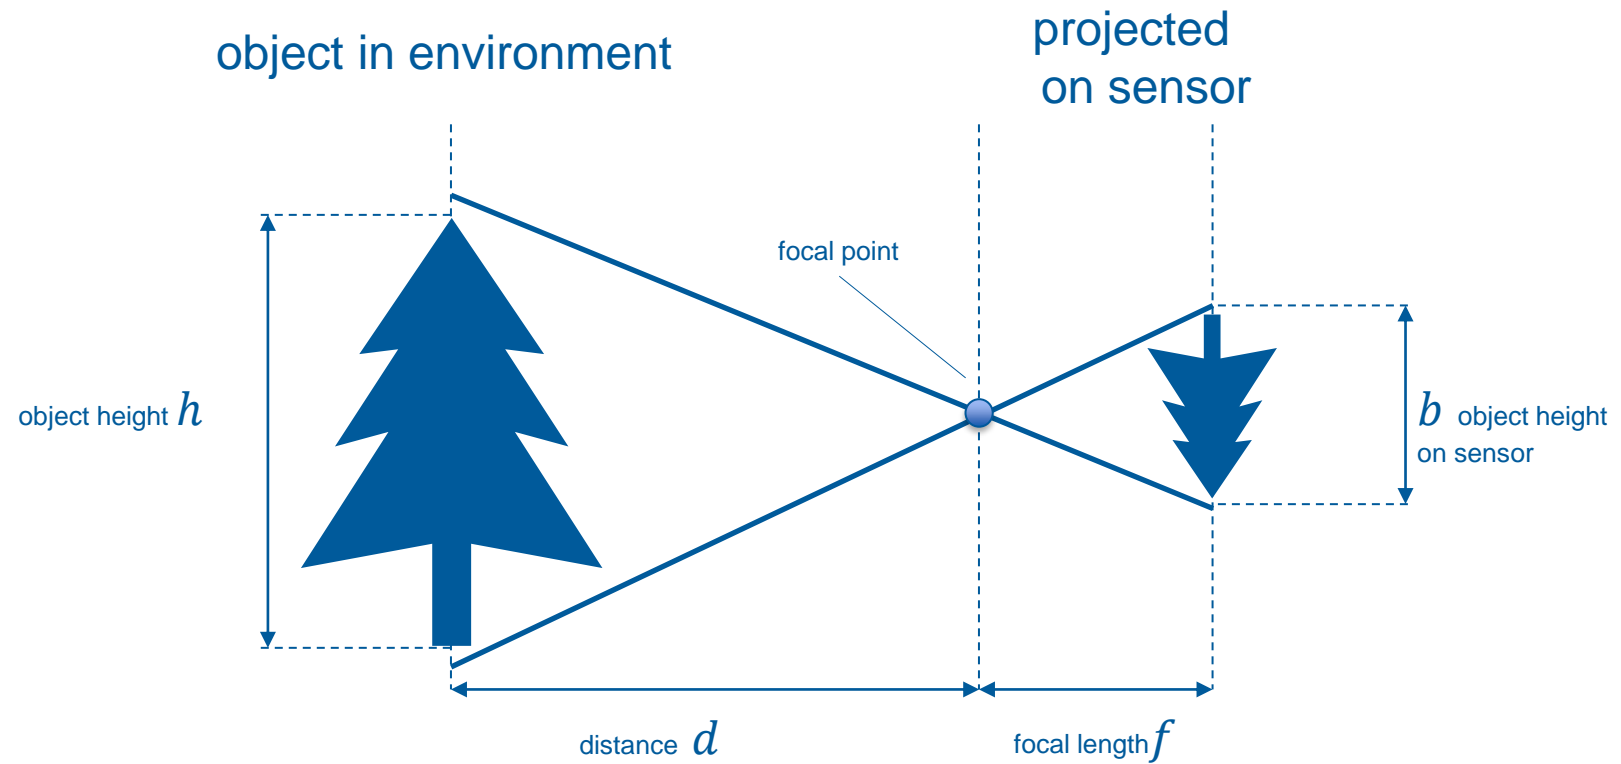 object in environment
projected
on sensor
focal point
object height h
b object height
on sensor
distance d
focal length f